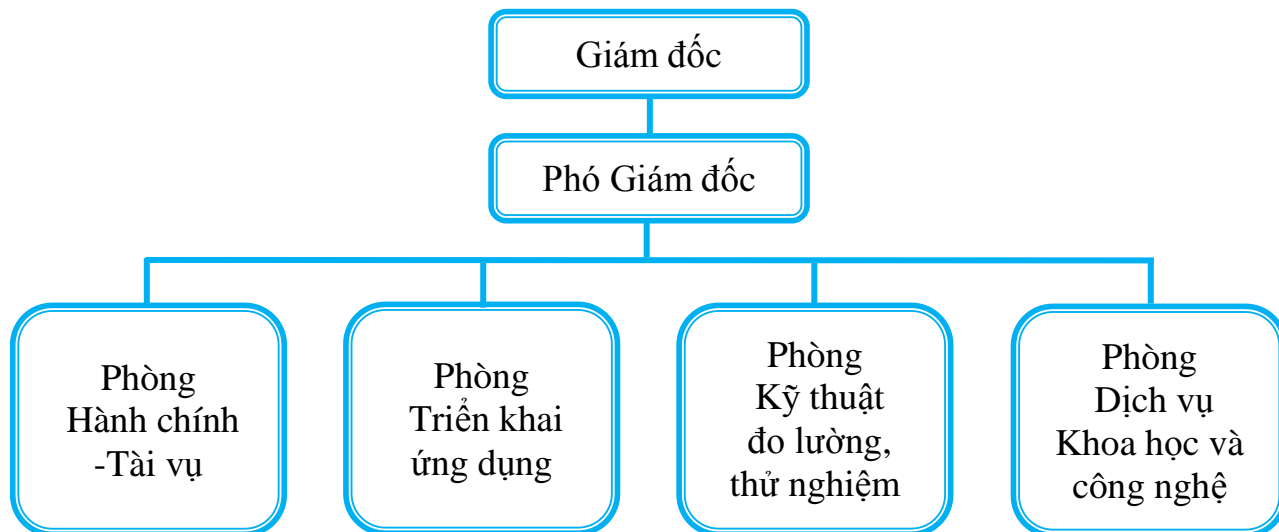 Giám đốc
Phó Giám đốc
Phòng
Hành chính
-Tài vụ
Phòng
Triển khai
ứng dụng
Phòng
Kỹ thuật
đo lường,
thử nghiệm
Phòng
Dịch vụ
Khoa học và
công nghệ